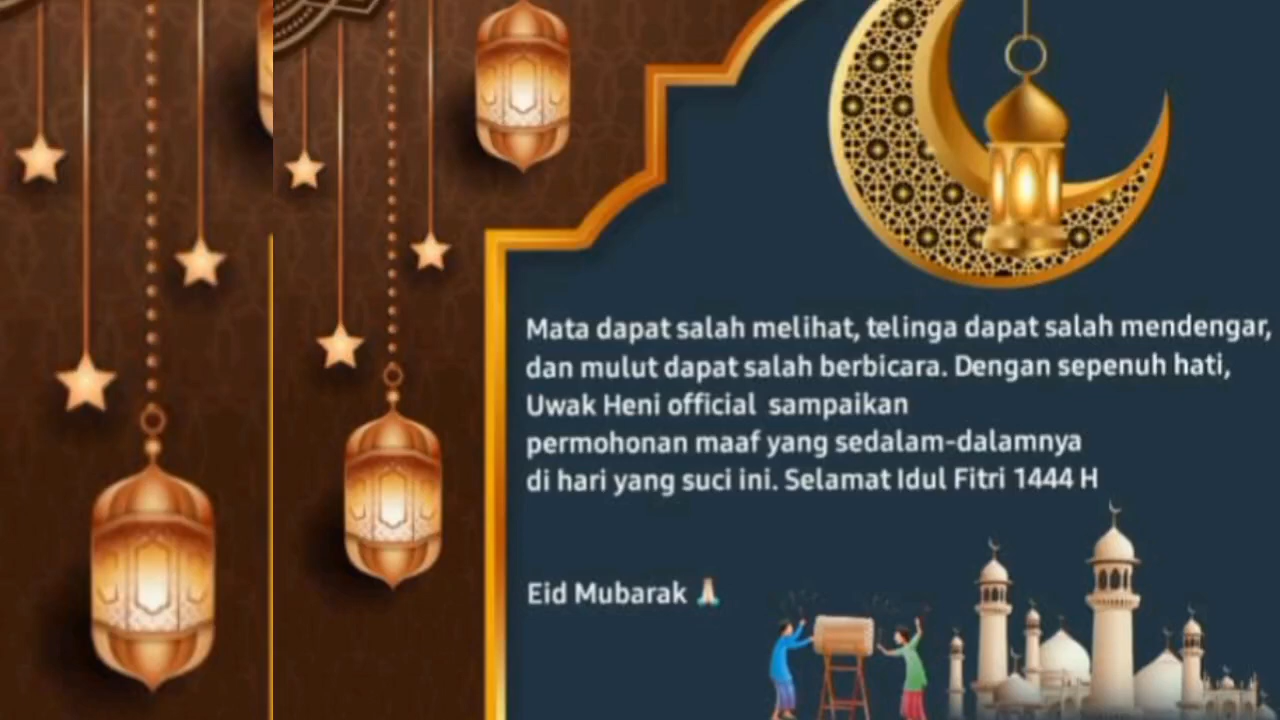 Mata dapat salah melihat, telinga dapat salah mendengar,
dan mulut dapat salah berbicara. Dengan sepenuh hati,
Uwak Heni official sampaikan
permohonan maaf yang sedalam-dalamnya
di hari yang suci ini. Selamat Idul Fitri 1444 H
Eid Mubarak 🙏🏻